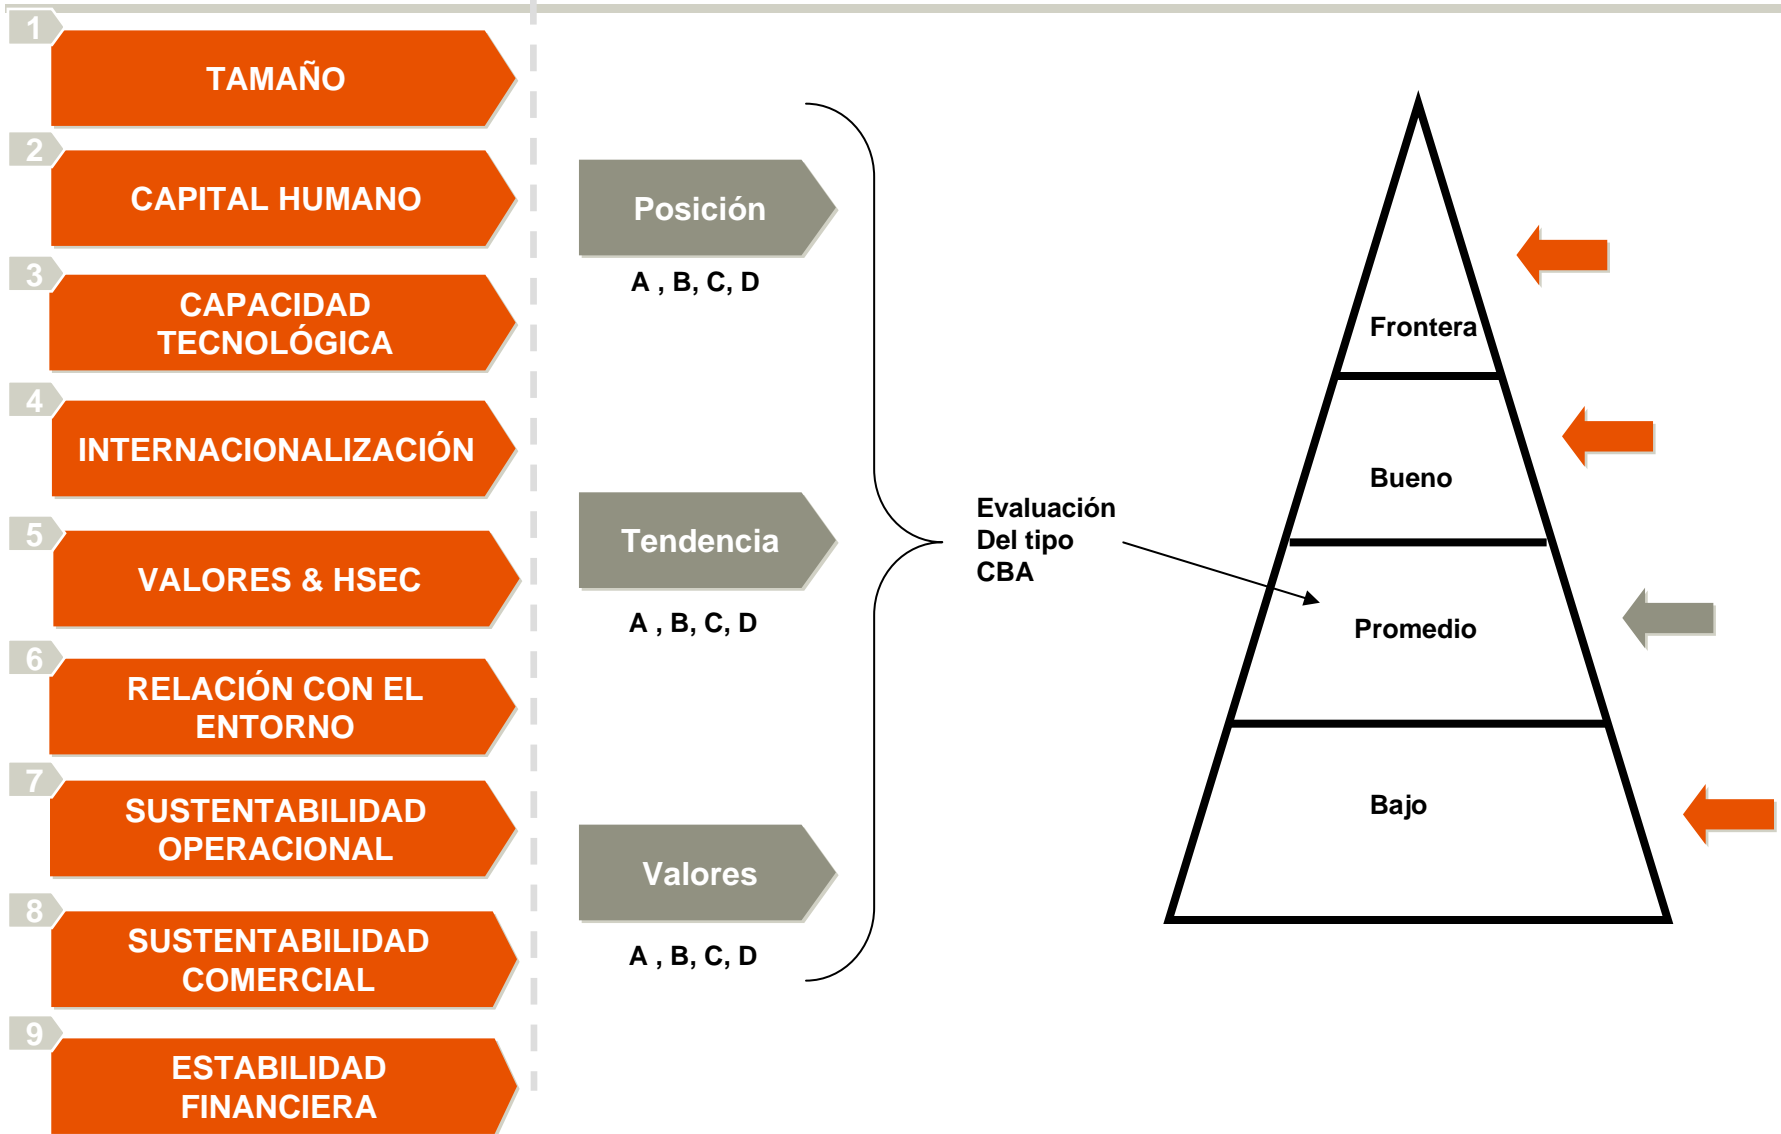 1
TAMAÑO
2
CAPITAL HUMANO
3
CAPACIDAD
TECNOLÓGICA
4
INTERNACIONALIZACIÓN
5
VALORES & HSEC
6
RELACIÓN CON EL
ENTORNO
7
SUSTENTABILIDAD
OPERACIONAL
8
SUSTENTABILIDAD
COMERCIAL
9
ESTABILIDAD
FINANCIERA
Posición
A , B, C, D
Tendencia
A , B, C, D
Valores
A , B, C, D
Evaluación
Del tipo
CBA
Frontera
Bueno
Promedio
Bajo